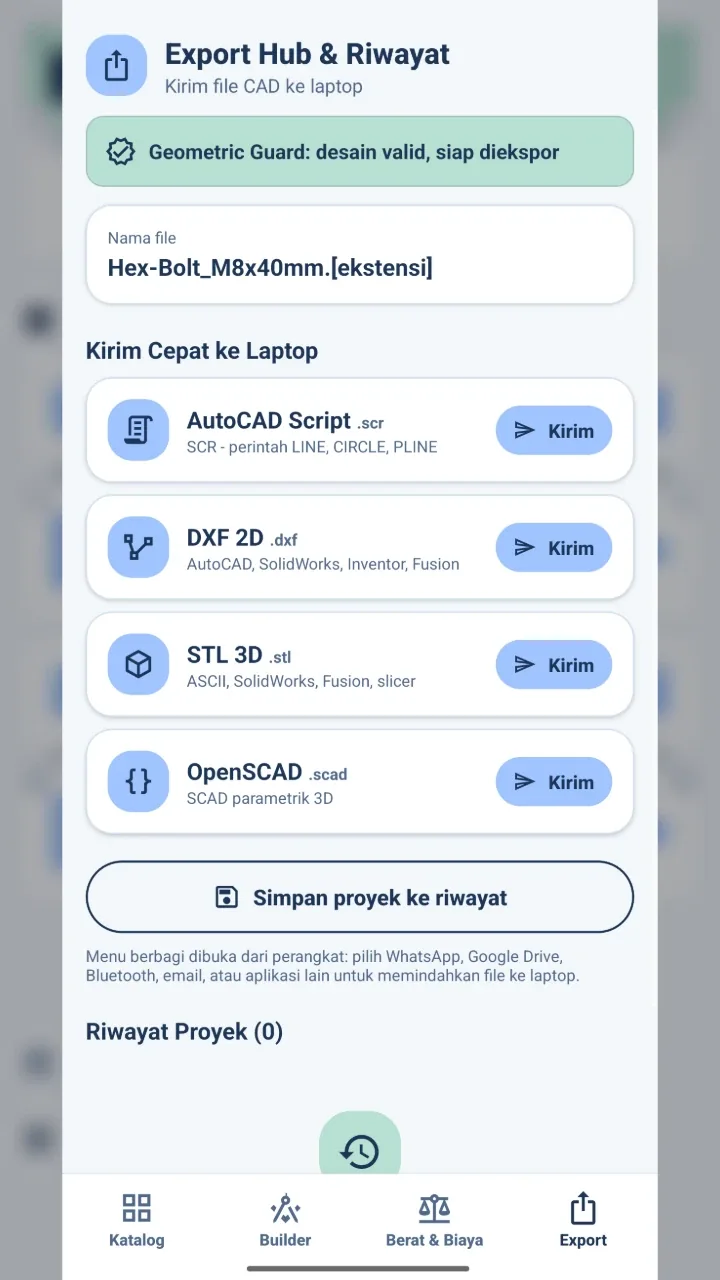 Export Hub & Riwayat
Kirim file CAD ke laptop
Geometric Guard: desain valid, siap diekspor
Nama file
Hex-Bolt_M8x40mm.[ekstensi]
Kirim Cepat ke Laptop
AutoCAD Script .scr
SCR - perintah LINE, CIRCLE, PLINE
Kirim
DXF 2D .dxf
AutoCAD, SolidWorks, Inventor, Fusion
Kirim
STL 3D .stl
ASCII, SolidWorks, Fusion, slicer
Kirim
OpenSCAD .scad
SCAD parametrik 3D
Kirim
Simpan proyek ke riwayat
Menu berbagi dibuka dari perangkat: pilih WhatsApp, Google Drive,
Bluetooth, email, atau aplikasi lain untuk memindahkan file ke laptop.
Riwayat Proyek (0)
Katalog
Builder
Berat & Biaya
Export